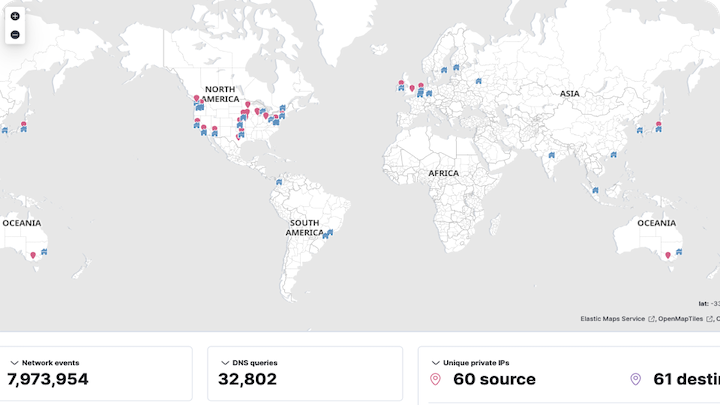 NORTH
AMERICA
ASIA
AFRICA
OCEANIA
SOUTH
AMERICA
OCEANIA
lat: -33
Elastic Maps Service, OpenMapTiles,
Network events
7,973,954
DNS queries
32,802
Unique private IPs
60 source
61 desti